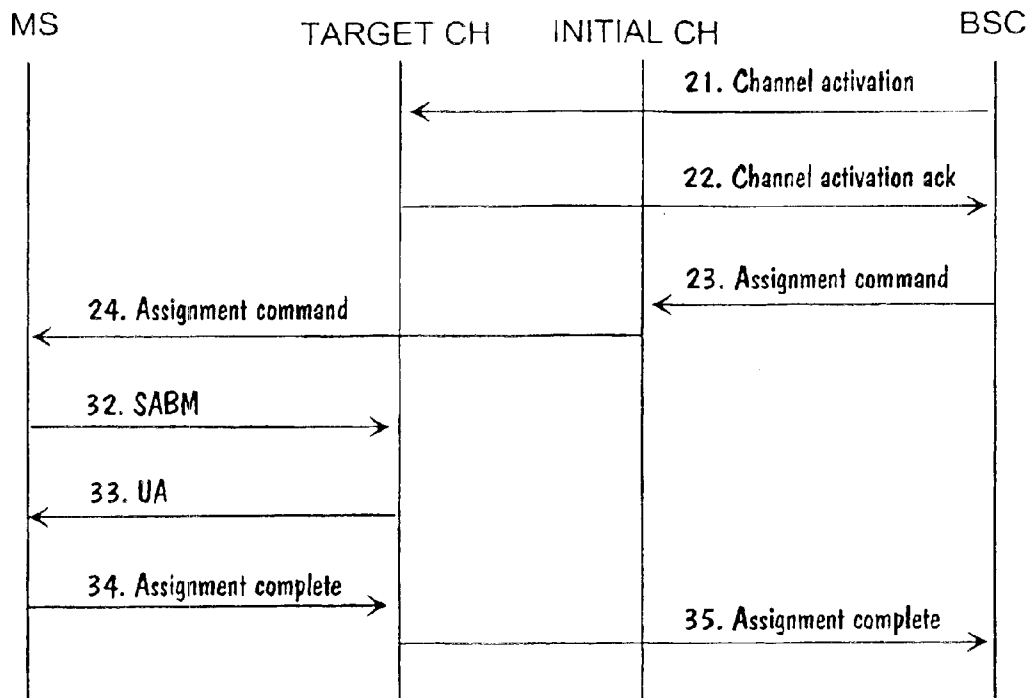 MS TARGET CH INITIAL CH BSC
21. Channel activation
22. Channel activation ack
23. Assignment command
24. Assignment command
32. SABM
33. UA
34. Assignment complete
35. Assignment complete